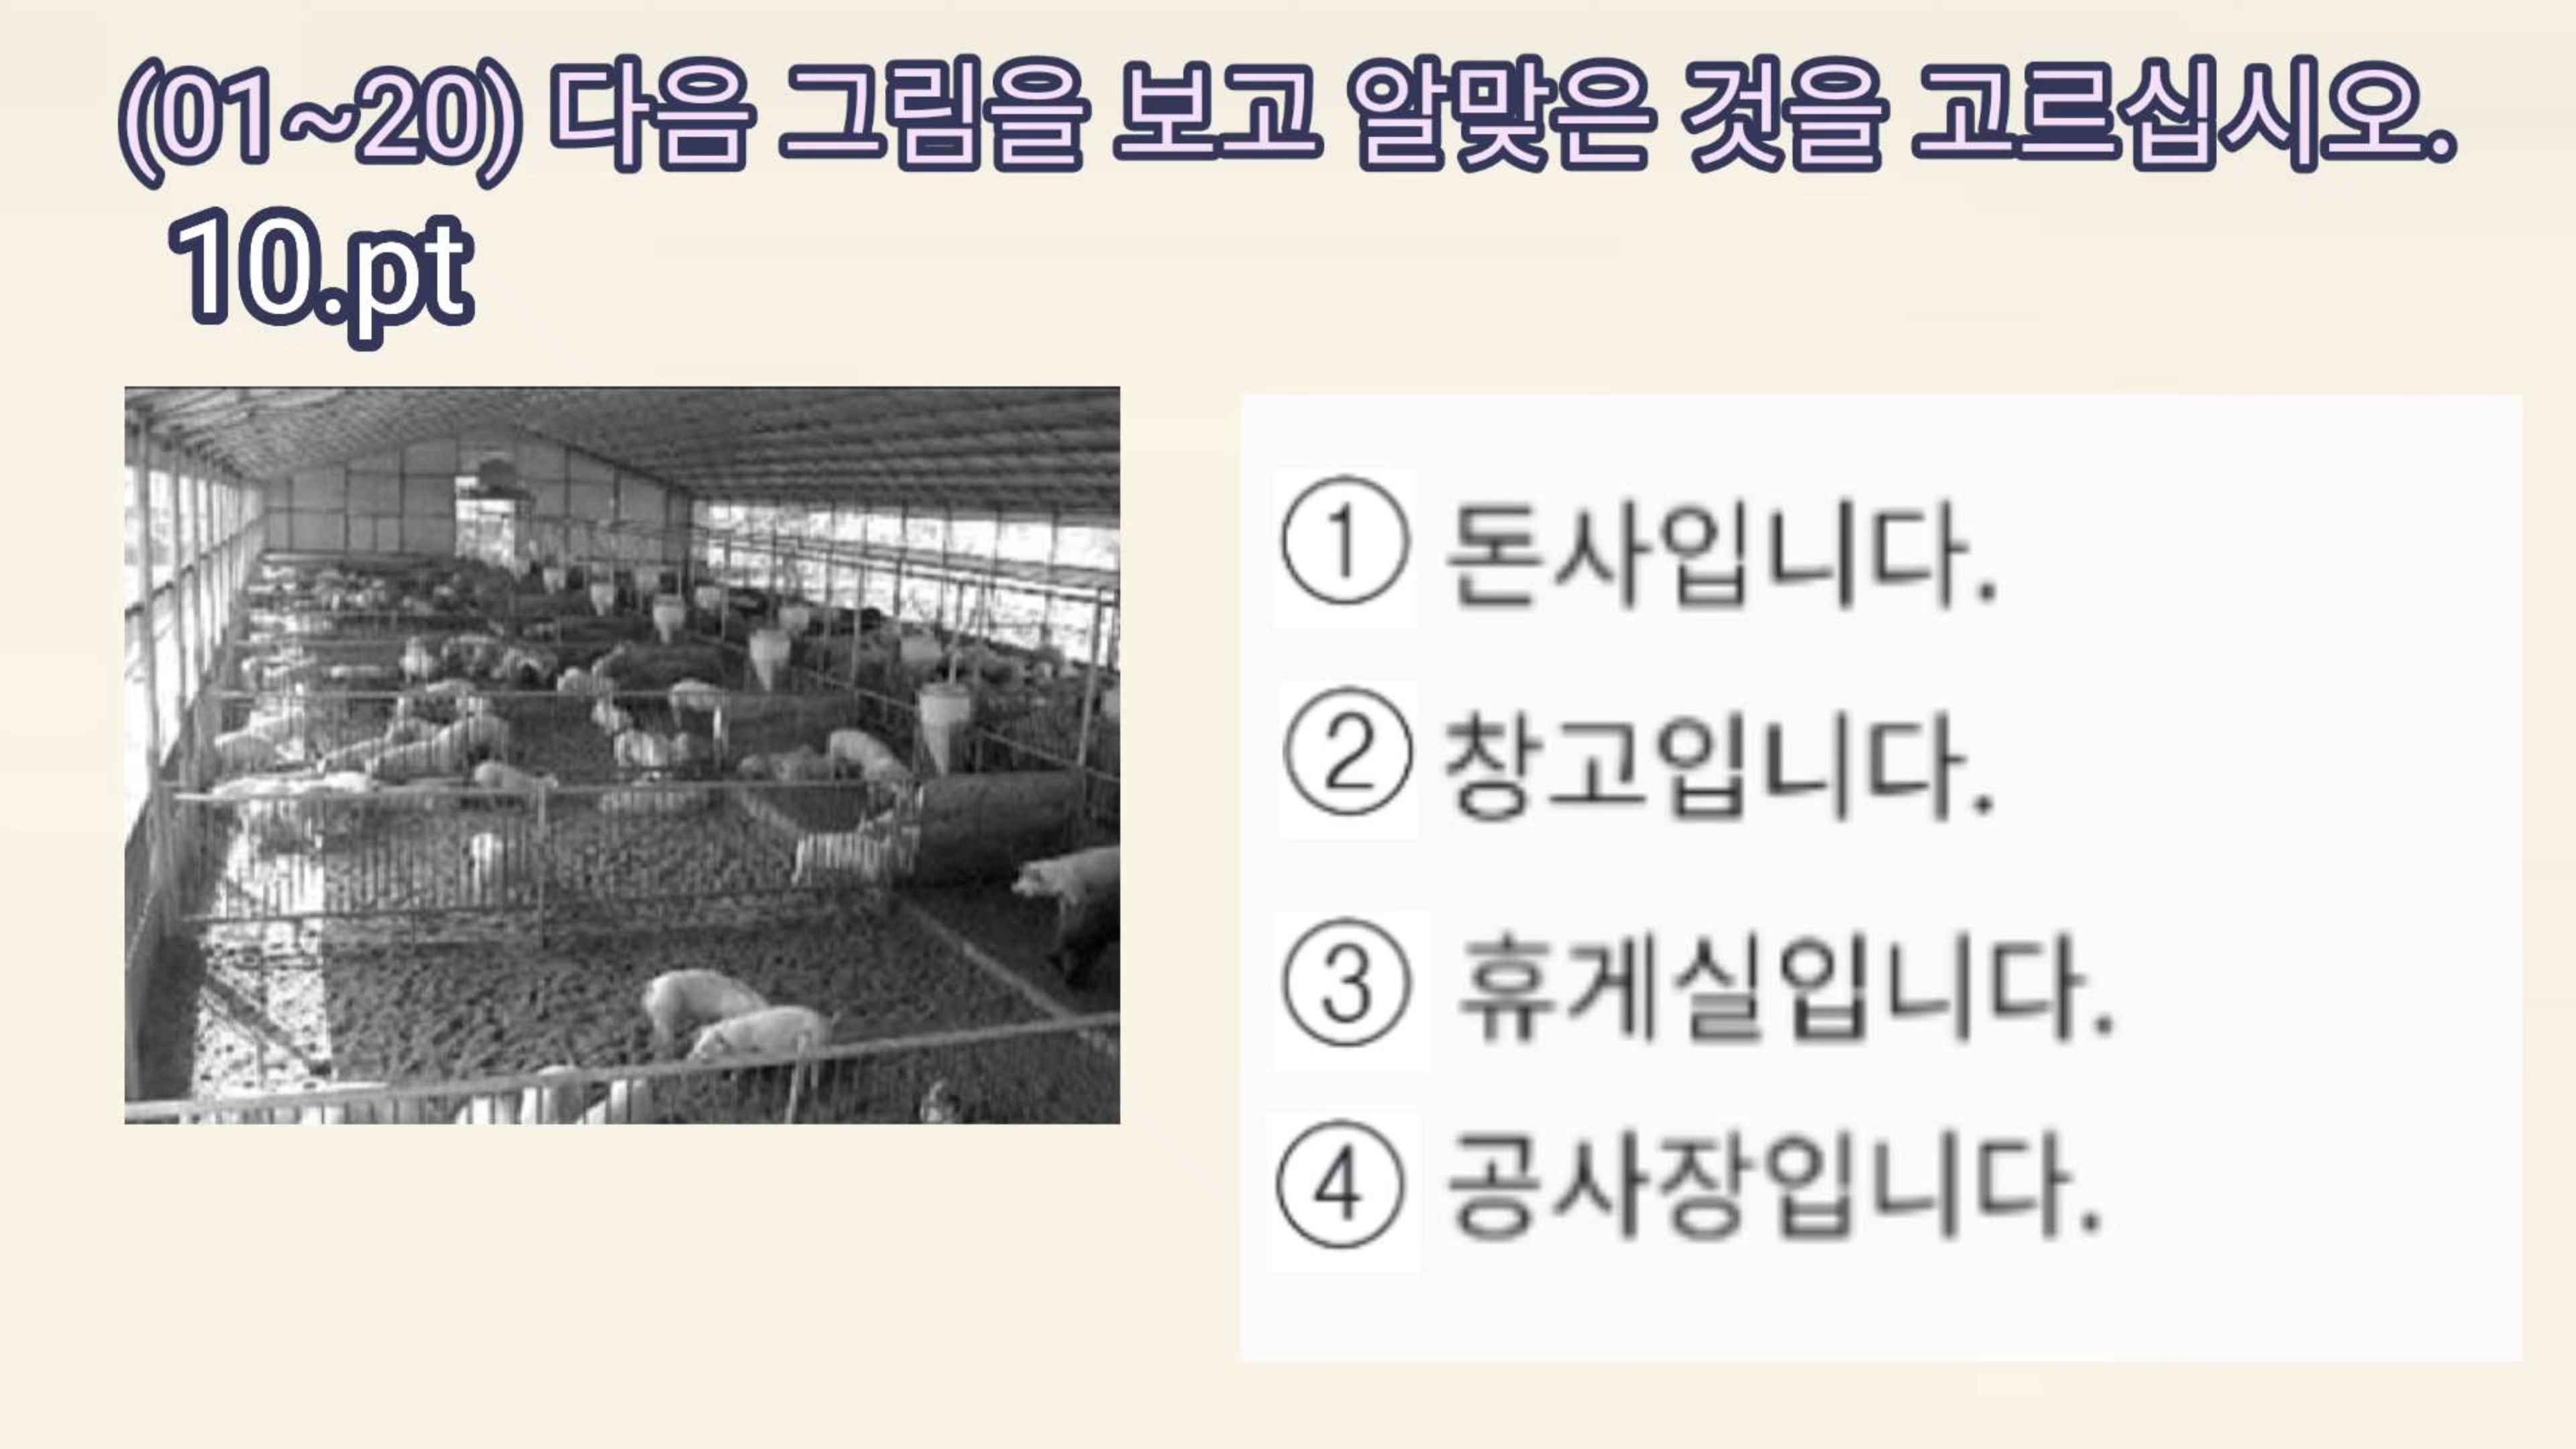 (01~20) 다음 그림을 보고 알맞은 것을 고르십시오.
10.pt
① 돈사입니다.
② 창고입니다.
③ 휴게실입니다.
④ 공사장입니다.